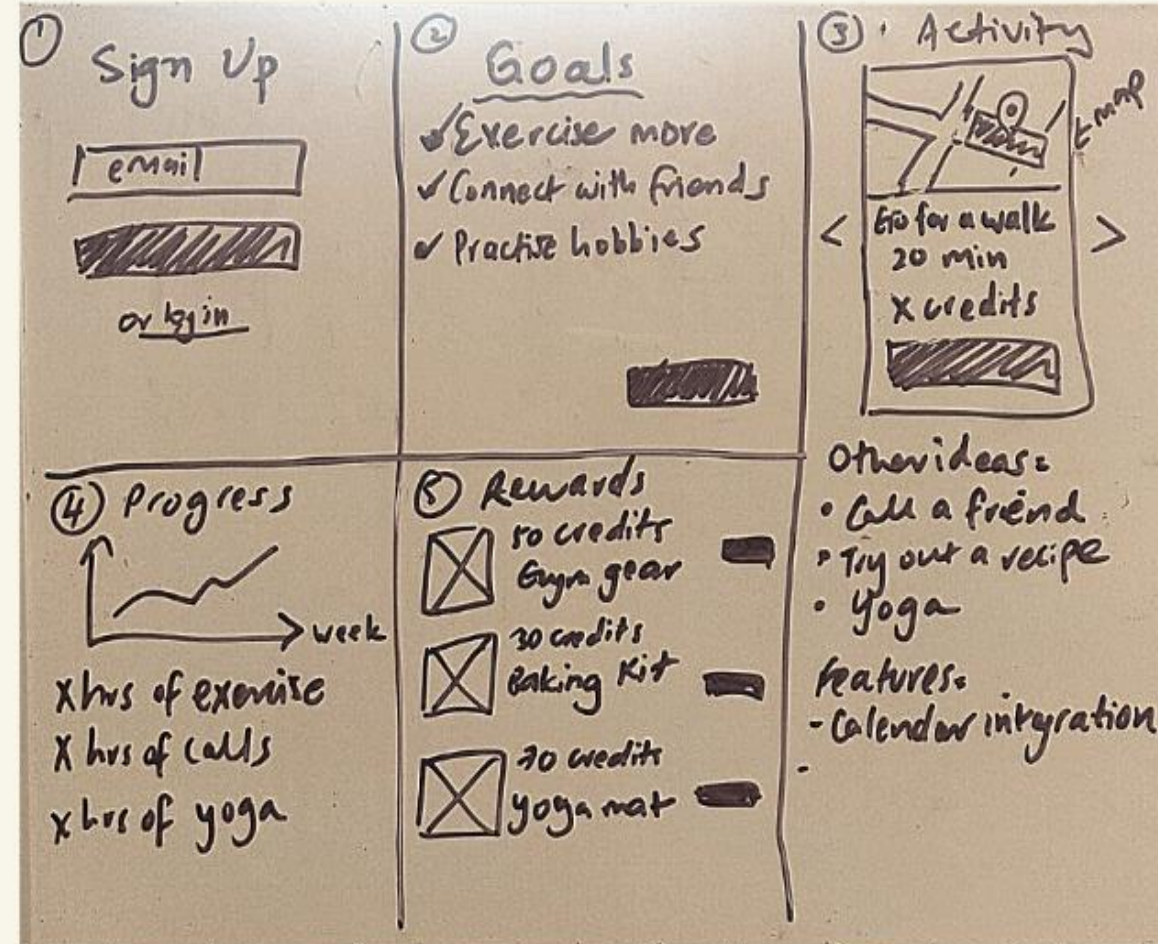 1
Sign Up
email
or log in
2
Goals
Exercise more
Connect with friends
Practise hobbies
3 Activity
map
Go for a walk
20 min
X credits
Other ideas:
Call a friend
Try out a recipe
Yoga
Features:
- Calendar integration
-
4 Progress
week
X hrs of exercise
X hrs of calls
X hrs of yoga
5 Rewards
50 credits
Gym gear
30 credits
Baking Kit
credits
yoga mat